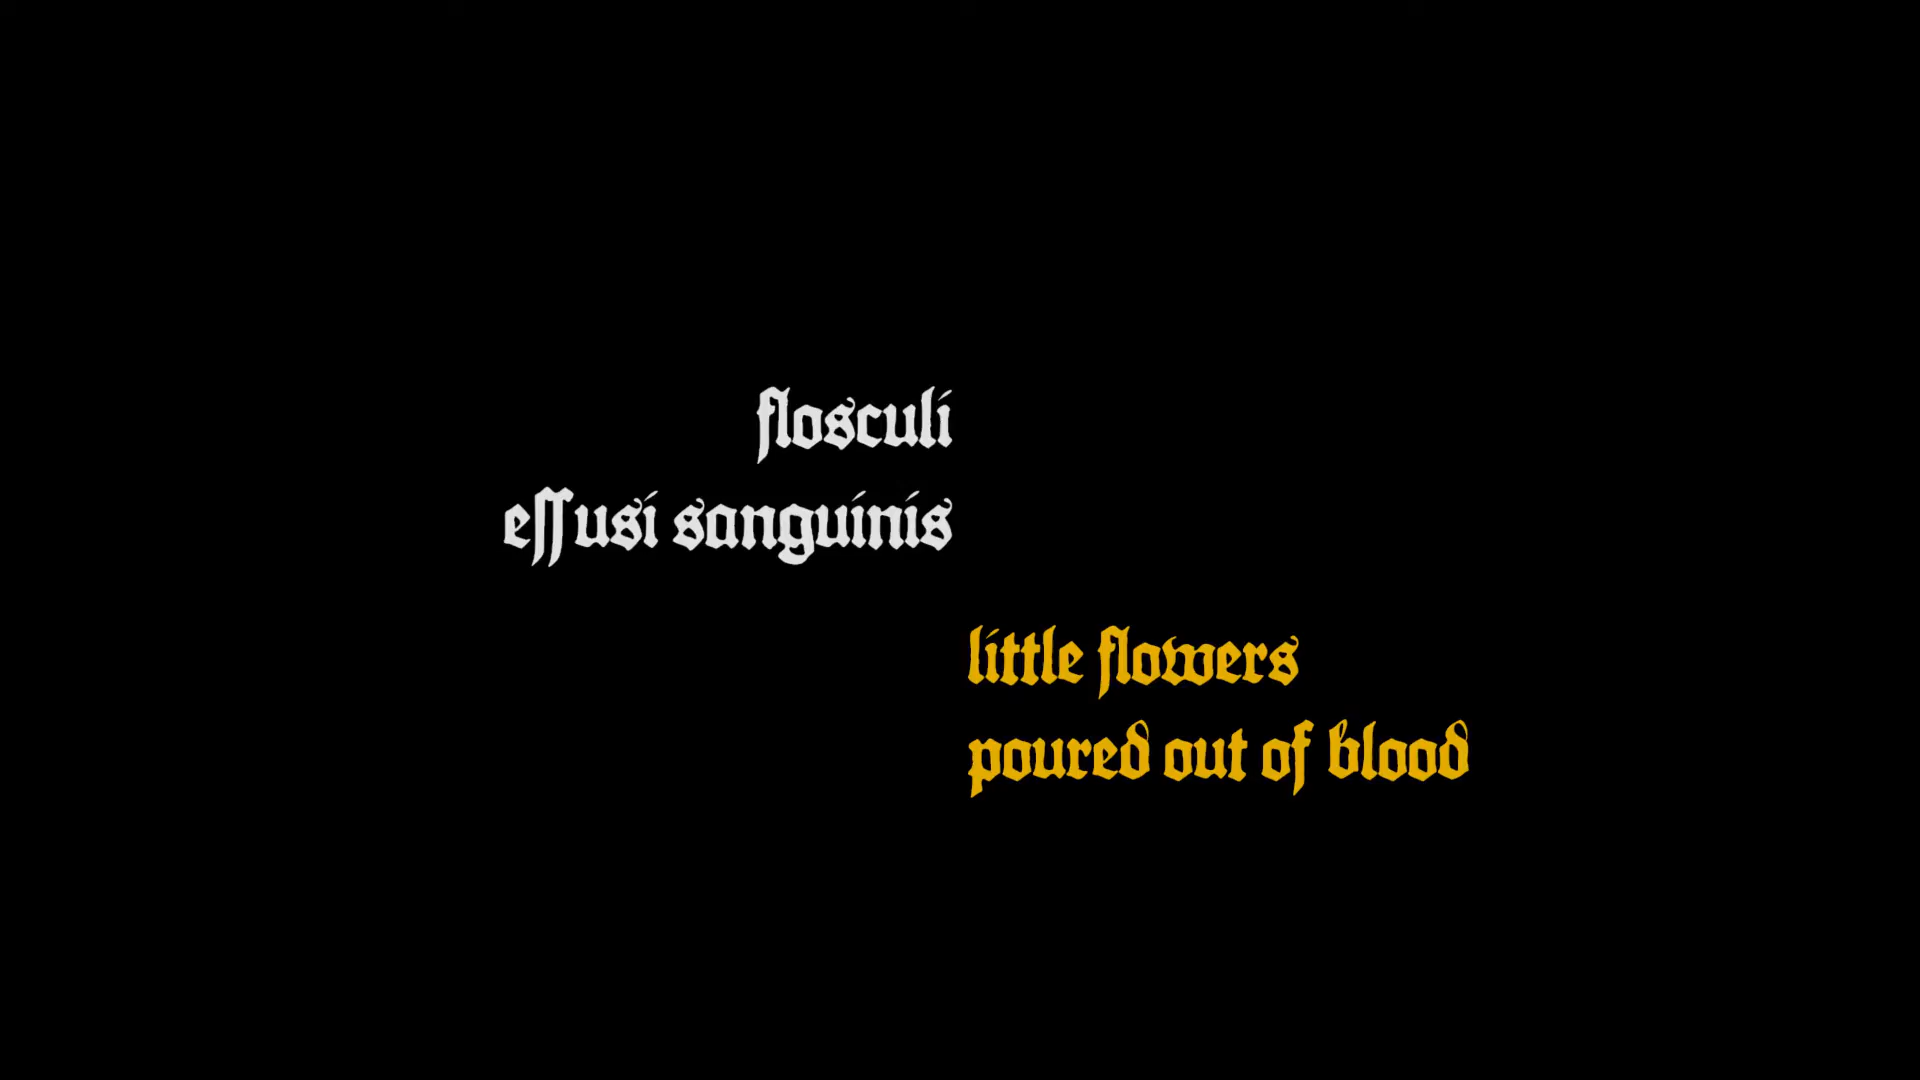 flosculi
effusi sanguinis
little flowers
poured out of blood